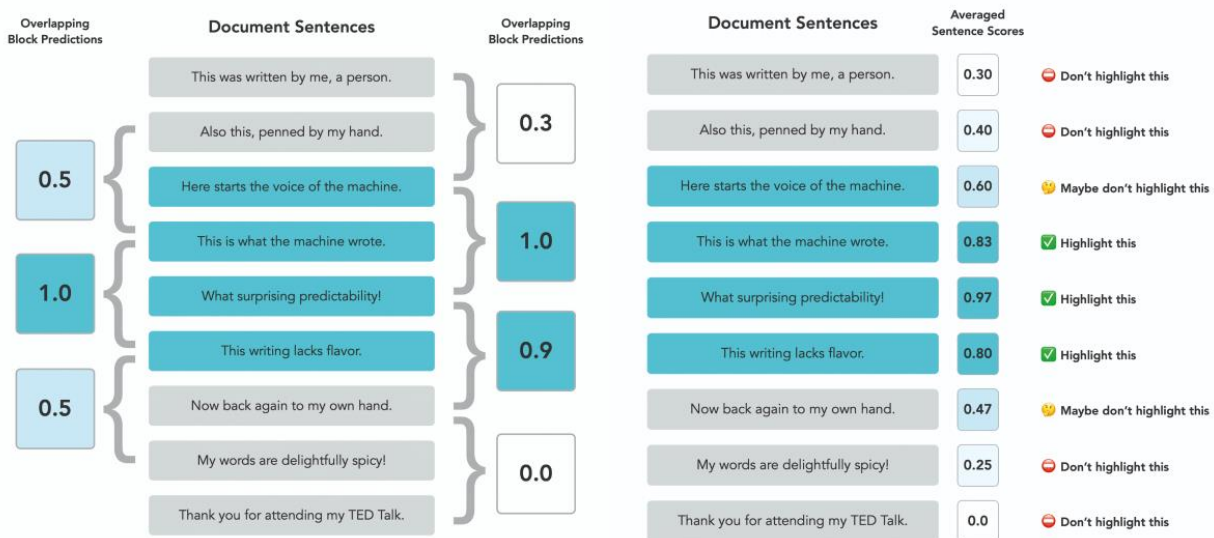 Overlapping
Block Predictions
Document Sentences
Overlapping
Block Predictions
This was written by me, a person.
Also this, penned by my hand.
Here starts the voice of the machine.
This is what the machine wrote.
What surprising predictability!
This writing lacks flavor.
Now back again to my own hand.
My words are delightfully spicy!
Thank you for attending my TED Talk.
0.5
1.0
0.5
0.3
1.0
0.9
0.0
Document Sentences
Averaged
Sentence Scores
This was written by me, a person. 0.30 Don't highlight this
Also this, penned by my hand. 0.40 Don't highlight this
Here starts the voice of the machine. 0.60 Maybe don't highlight this
This is what the machine wrote. 0.83 Highlight this
What surprising predictability! 0.97 Highlight this
This writing lacks flavor. 0.80 Highlight this
Now back again to my own hand. 0.47 Maybe don't highlight this
My words are delightfully spicy! 0.25 Don't highlight this
Thank you for attending my TED Talk. 0.0 Don't highlight this